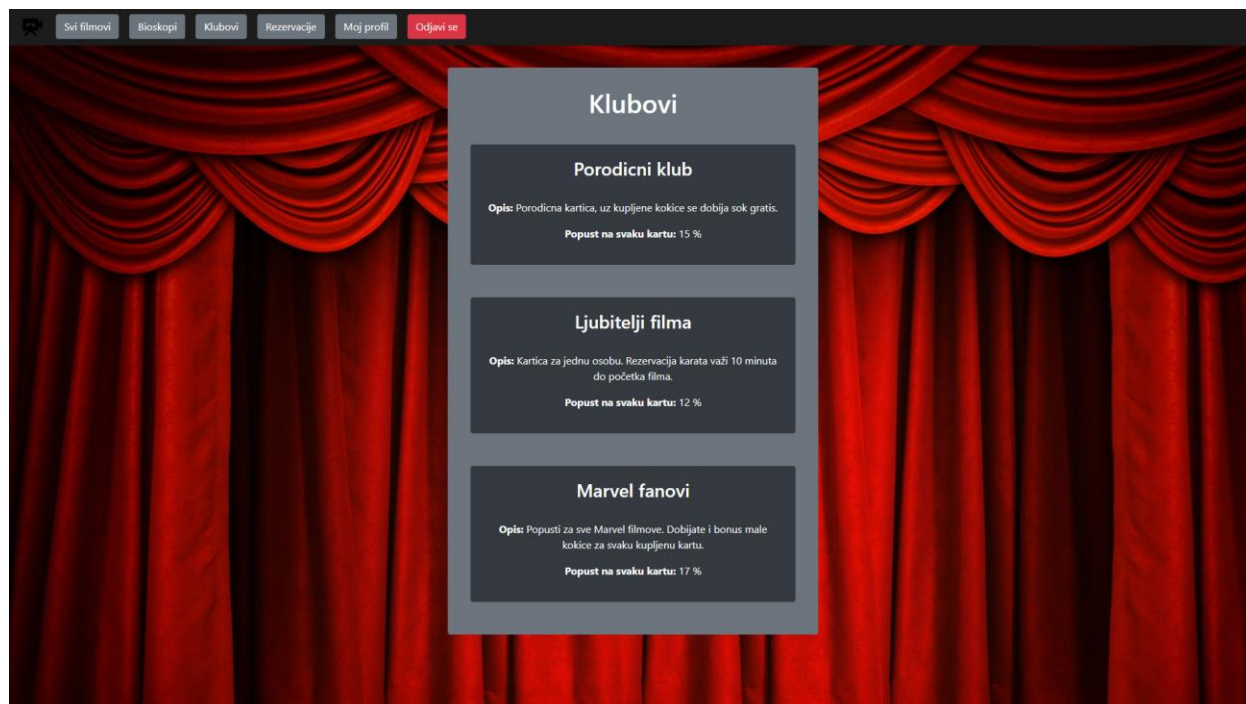 Svi filmovi Bioskopi Klubovi Rezervacije Moj profil Odjavi se
Klubovi
Porodicni klub
Opis: Porodicna kartica, uz kupljene kokice se dobija sok gratis.
Popust na svaku kartu: 15 %
Ljubitelji filma
Opis: Kartica za jednu osobu. Rezervacija karata važi 10 minuta
do početka filma.
Popust na svaku kartu: 12 %
Marvel fanovi
Opis: Popusti za sve Marvel filmove. Dobijate i bonus male
kokice za svaku kupljenu kartu.
Popust na svaku kartu: 17 %